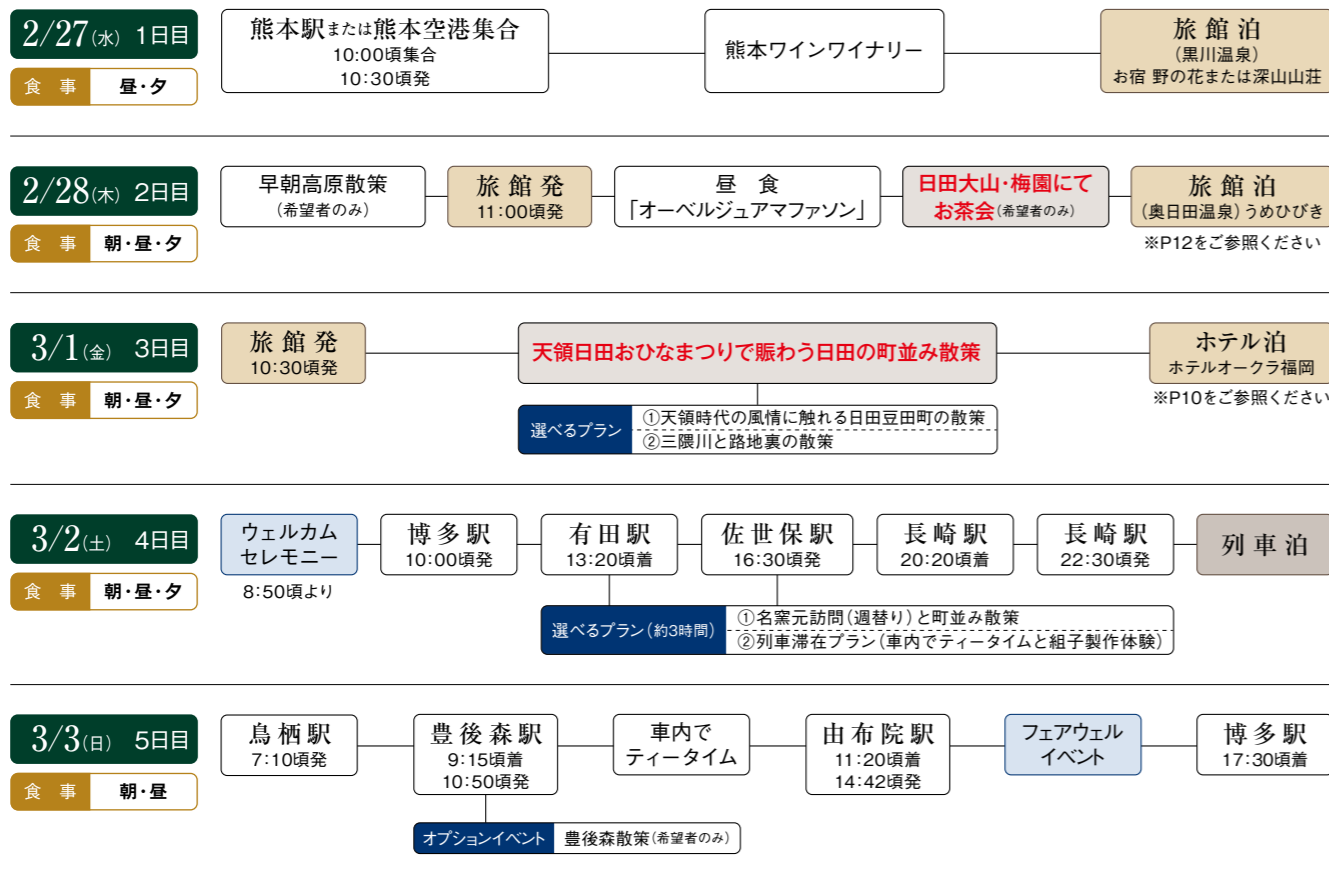 2/27(水) 1日目
食 事 昼・夕
熊本駅または熊本空港集合
10:00頃集合
10:30頃発
熊本ワインワイナリー
旅館泊
(黒川温泉)
お宿 野の花または深山山荘
2/28(木) 2日目
食 事 朝・昼・夕
早朝高原散策
(希望者のみ)
旅館発
11:00頃発
昼 食
「オーベルジュアマファソン」
日田大山・梅園にて
お茶会(希望者のみ)
旅館泊
(奥日田温泉)うめひびき
※P12をご参照ください
3/1(金) 3日目
食 事 朝・昼・夕
旅館発
10:30頃発
天領日田おひなまつりで賑わう日田の町並み散策
選べるプラン
①天領時代の風情に触れる日田豆田町の散策
②三隈川と路地裏の散策
ホテル泊
ホテルオークラ福岡
※P10をご参照ください
3/2(土) 4日目
食 事 朝・昼・夕
ウェルカム
セレモニー
8:50頃より
博多駅
10:00頃発
有田駅
13:20頃着
佐世保駅
16:30頃発
長崎駅
20:20頃着
長崎駅
22:30頃発
列車泊
選べるプラン(約3時間)
①名窯元訪問(週替り)と町並み散策
②列車滞在プラン(車内でティータイムと組子製作体験)
3/3(日) 5日目
食 事 朝・昼
鳥栖駅
7:10頃発
豊後森駅
9:15頃着
10:50頃発
車内で
ティータイム
由布院駅
11:20頃着
14:42頃発
フェアウェル
イベント
博多駅
17:30頃着
オプションイベント 豊後森散策(希望者のみ)